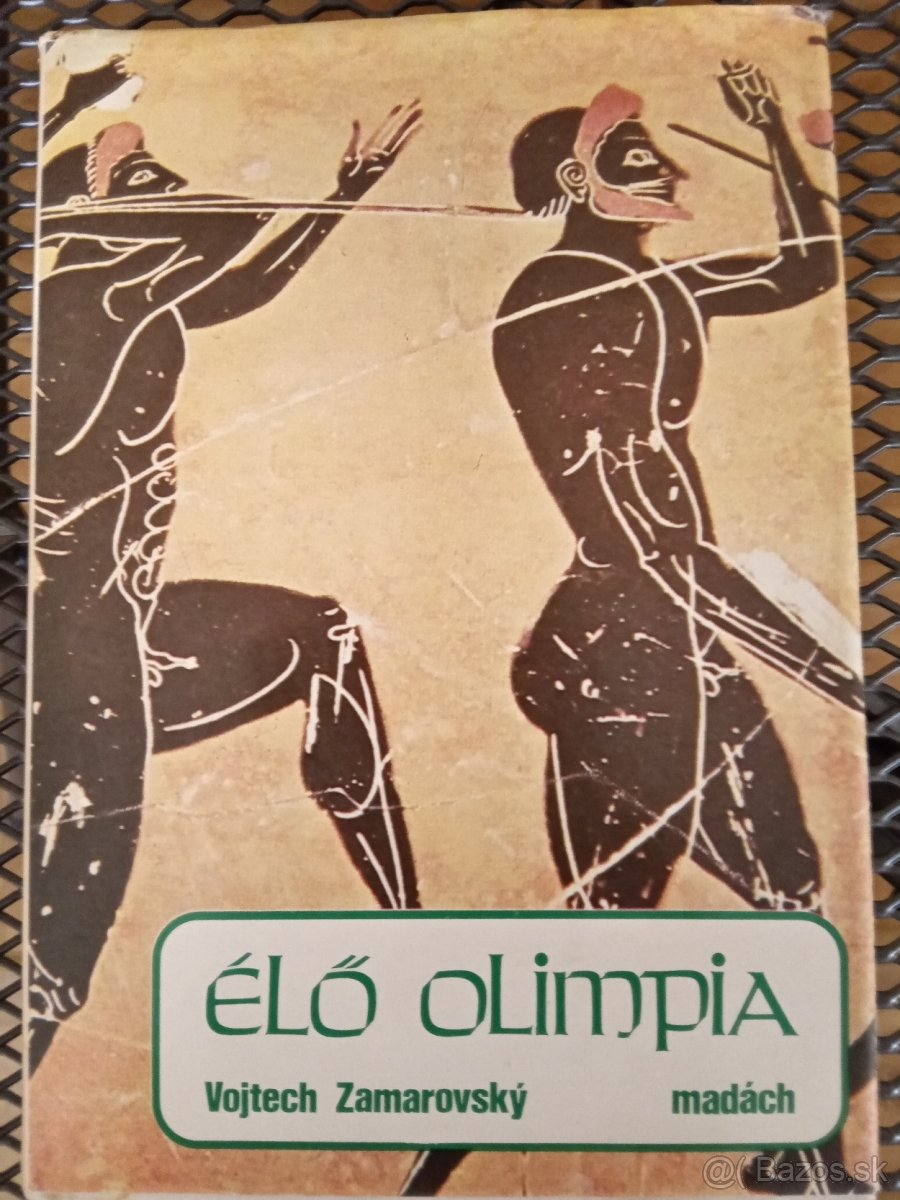 ÉLŐ OLIMPIA
Vojtech Zamarovský madách
@( Bazos.sk